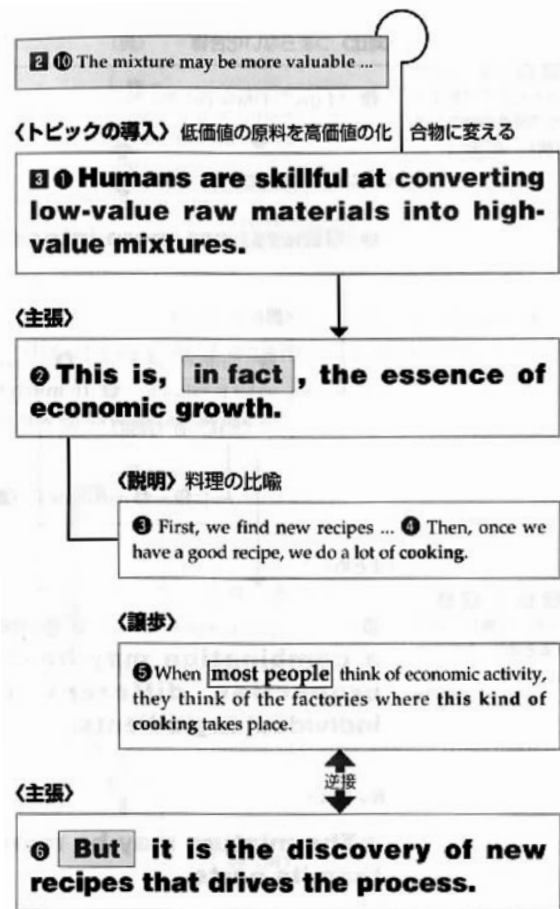 2 ❿ The mixture may be more valuable ...
〈トピックの導入〉 低価値の原料を高価値の化 合物に変える
3 ❶ Humans are skillful at converting
low-value raw materials into high-
value mixtures.
〈主張〉
❷ This is, in fact , the essence of
economic growth.
〈説明〉 料理の比喩
❸ First, we find new recipes ... ❹ Then, once we
have a good recipe, we do a lot of cooking.
〈譲歩〉
❺ When most people think of economic activity,
they think of the factories where this kind of
cooking takes place.
逆接
〈主張〉
❻ But it is the discovery of new
recipes that drives the process.